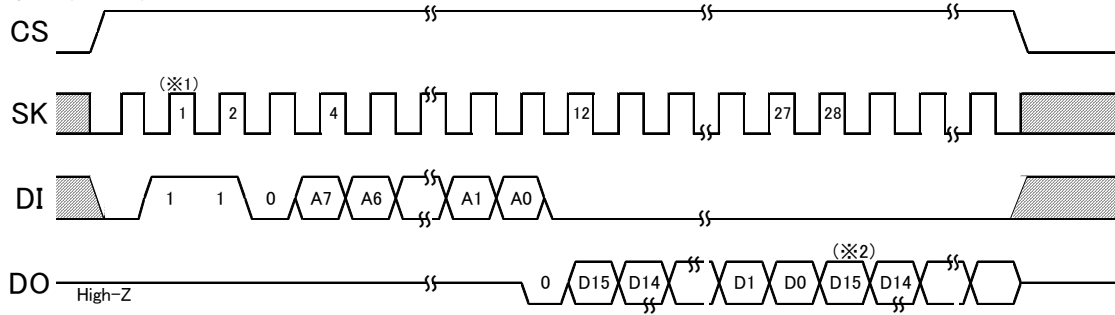 CS
(※1)
SK 1 2 4 12 27 28
DI 1 1 0 A7 A6 A1 A0
(※2)
DO High-Z 0 D15 D14 D1 D0 D15 D14